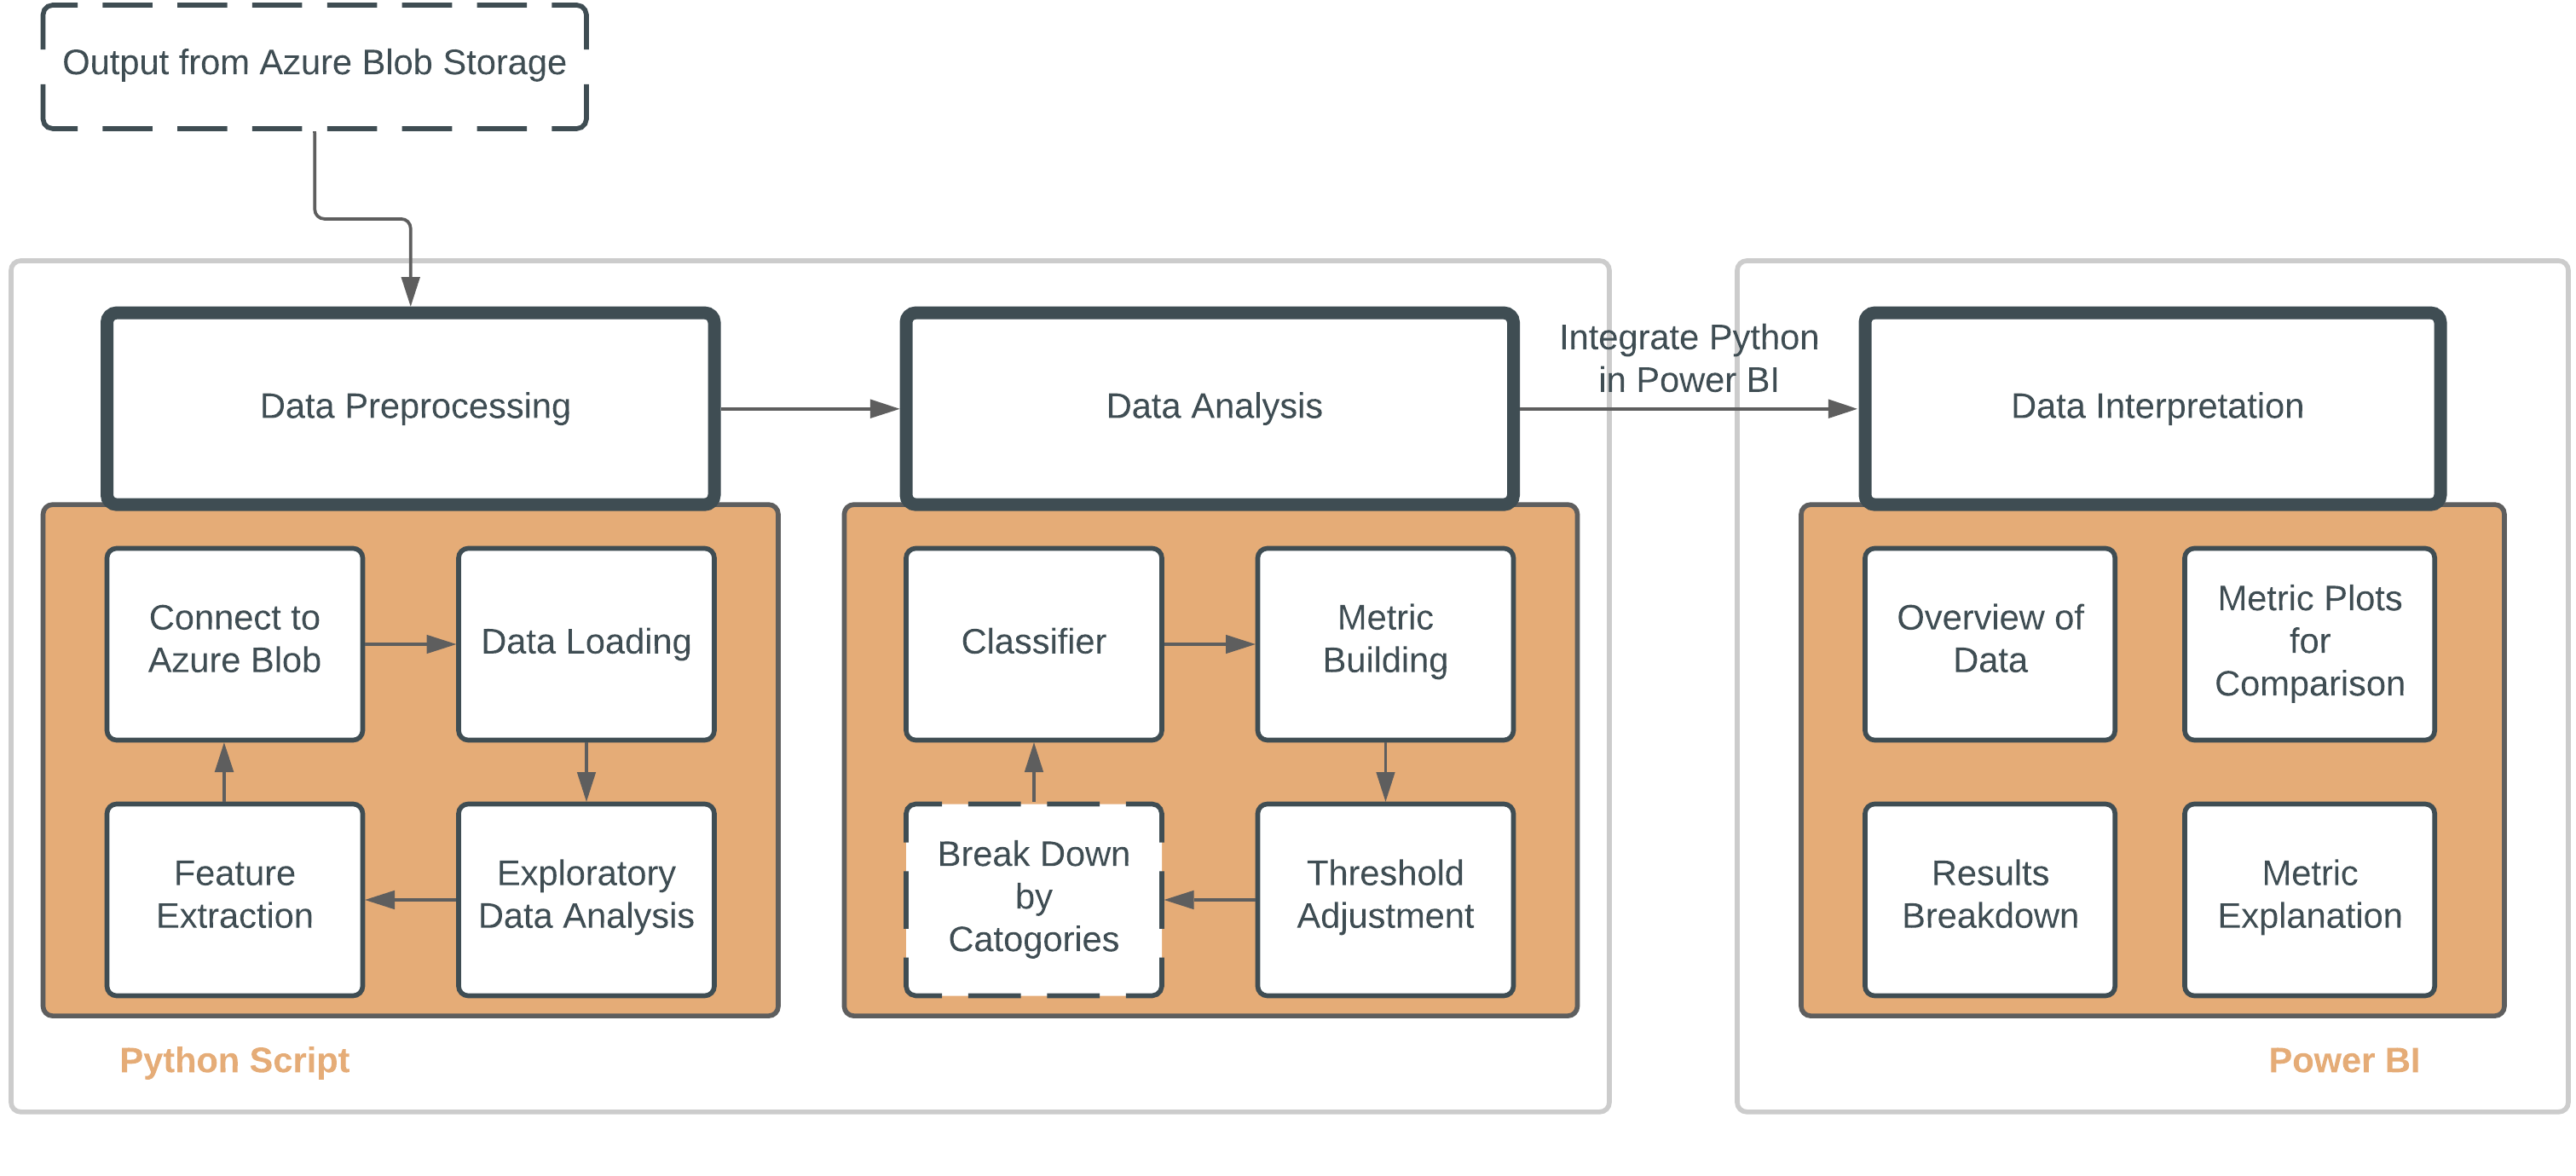 Output from Azure Blob Storage
Data Preprocessing
Data Analysis
Integrate Python
in Power BI
Data Interpretation
Connect to
Azure Blob
Data Loading
Feature
Extraction
Exploratory
Data Analysis
Classifier
Metric
Building
Break Down
by
Catogories
Threshold
Adjustment
Overview of
Data
Metric Plots
for
Comparison
Results
Breakdown
Metric
Explanation
Python Script
Power BI